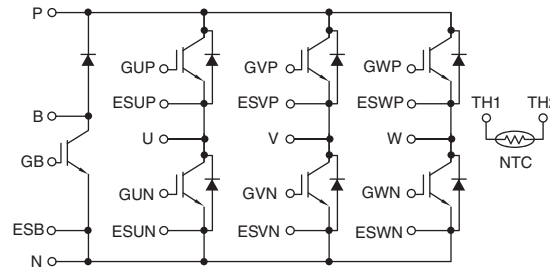 P
GUP GVP GWP
TH1 TH2
ESUP ESVP ESWP
B
U V W
GB
NTC
GUN GVN GWN
ESB ESUN ESVN ESWN
N